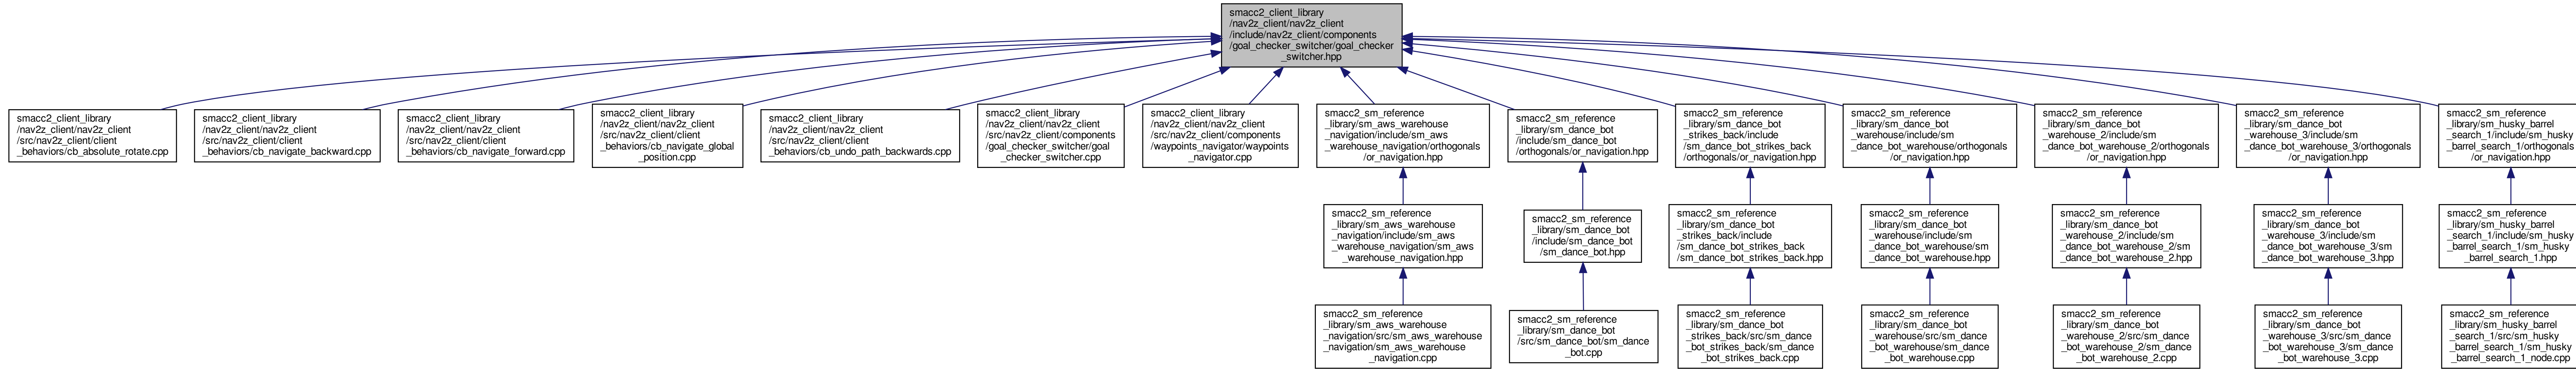 smacc2_client_library
/nav2z_client/nav2z_client
/include/nav2z_client/components
/goal_checker_switcher/goal_checker
_switcher.hpp
smacc2_client_library
/nav2z_client/nav2z_client
/src/nav2z_client/client
_behaviors/cb_absolute_rotate.cpp
smacc2_client_library
/nav2z_client/nav2z_client
/src/nav2z_client/client
_behaviors/cb_navigate_backward.cpp
smacc2_client_library
/nav2z_client/nav2z_client
/src/nav2z_client/client
_behaviors/cb_navigate_forward.cpp
smacc2_client_library
/nav2z_client/nav2z_client
/src/nav2z_client/client
_behaviors/cb_navigate_global
_position.cpp
smacc2_client_library
/nav2z_client/nav2z_client
/src/nav2z_client/client
_behaviors/cb_undo_path_backwards.cpp
smacc2_client_library
/nav2z_client/nav2z_client
/src/nav2z_client/components
/goal_checker_switcher/goal
_checker_switcher.cpp
smacc2_client_library
/nav2z_client/nav2z_client
/src/nav2z_client/components
/waypoints_navigator/waypoints
_navigator.cpp
smacc2_sm_reference
_library/sm_aws_warehouse
_navigation/include/sm_aws
_warehouse_navigation/orthogonals
/or_navigation.hpp
smacc2_sm_reference
_library/sm_dance_bot
/include/sm_dance_bot
/orthogonals/or_navigation.hpp
smacc2_sm_reference
_library/sm_dance_bot
_strikes_back/include
/sm_dance_bot_strikes_back
/orthogonals/or_navigation.hpp
smacc2_sm_reference
_library/sm_dance_bot
_warehouse/include/sm
_dance_bot_warehouse/orthogonals
/or_navigation.hpp
smacc2_sm_reference
_library/sm_dance_bot
_warehouse_2/include/sm
_dance_bot_warehouse_2/orthogonals
/or_navigation.hpp
smacc2_sm_reference
_library/sm_dance_bot
_warehouse_3/include/sm
_dance_bot_warehouse_3/orthogonals
/or_navigation.hpp
smacc2_sm_reference
_library/sm_husky_barrel
_search_1/include/sm_husky
_barrel_search_1/orthogonals
/or_navigation.hpp
smacc2_sm_reference
_library/sm_aws_warehouse
_navigation/include/sm_aws
_warehouse_navigation/sm_aws
_warehouse_navigation.hpp
smacc2_sm_reference
_library/sm_dance_bot
/include/sm_dance_bot
/sm_dance_bot.hpp
smacc2_sm_reference
_library/sm_dance_bot
_strikes_back/include
/sm_dance_bot_strikes_back
/sm_dance_bot_strikes_back.hpp
smacc2_sm_reference
_library/sm_dance_bot
_warehouse/include/sm
_dance_bot_warehouse/sm
_dance_bot_warehouse.hpp
smacc2_sm_reference
_library/sm_dance_bot
_warehouse_2/include/sm
_dance_bot_warehouse_2/sm
_dance_bot_warehouse_2.hpp
smacc2_sm_reference
_library/sm_dance_bot
_warehouse_3/include/sm
_dance_bot_warehouse_3/sm
_dance_bot_warehouse_3.hpp
smacc2_sm_reference
_library/sm_husky_barrel
_search_1/include/sm_husky
_barrel_search_1/sm_husky
_barrel_search_1.hpp
smacc2_sm_reference
_library/sm_aws_warehouse
_navigation/src/sm_aws_warehouse
_navigation/sm_aws_warehouse
_navigation.cpp
smacc2_sm_reference
_library/sm_dance_bot
/src/sm_dance_bot/sm_dance
_bot.cpp
smacc2_sm_reference
_library/sm_dance_bot
_strikes_back/src/sm_dance
_bot_strikes_back/sm_dance
_bot_strikes_back.cpp
smacc2_sm_reference
_library/sm_dance_bot
_warehouse/src/sm_dance
_bot_warehouse/sm_dance
_bot_warehouse.cpp
smacc2_sm_reference
_library/sm_dance_bot
_warehouse_2/src/sm_dance
_bot_warehouse_2/sm_dance
_bot_warehouse_2.cpp
smacc2_sm_reference
_library/sm_dance_bot
_warehouse_3/src/sm_dance
_bot_warehouse_3/sm_dance
_bot_warehouse_3.cpp
smacc2_sm_reference
_library/sm_husky_barrel
_search_1/src/sm_husky
_barrel_search_1/sm_husky
_barrel_search_1_node.cpp